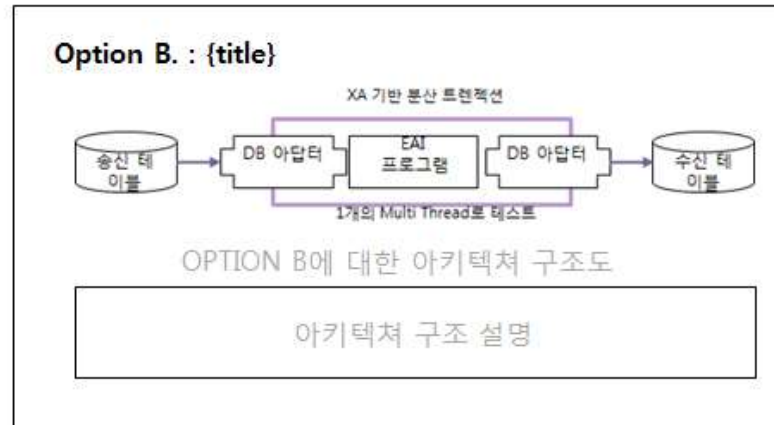 Option B. : {title}
XA 기반 분산 트렌젝션
송신 테
이블
DB 아답터
EAI
프로그램
DB 아답터
수신 테
이블
1개의 Multi Thread로 테스트
OPTION B에 대한 아키텍쳐 구조도
아키텍쳐 구조 설명